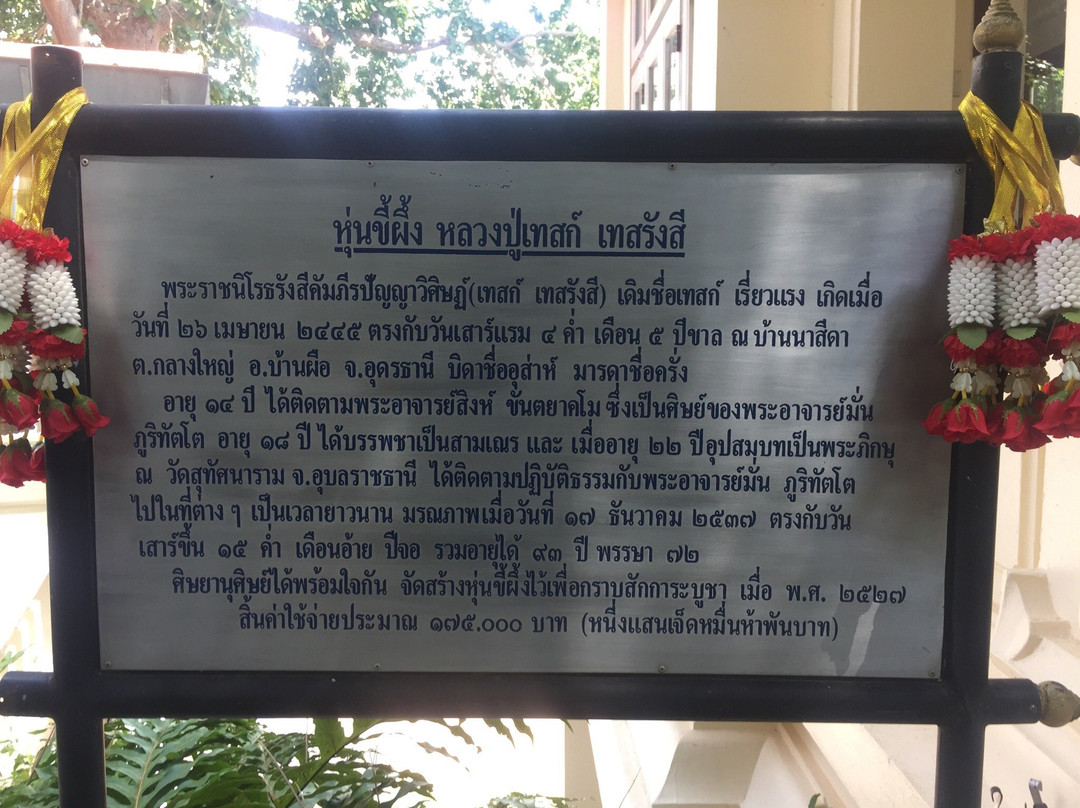 หุ่นขี้ผึ้ง หลวงปู่เทสก์ เทสรังสี
พระราชนิโรธรังสีคัมภีรปัญญาวิศิษฏ์(เทสก์ เทสรังสี) เดิมชื่อเทสก์ เรี่ยวแรง เกิดเมื่อ
วันที่ ๒๖ เมษายน ๒๔๔๕ ตรงกับวันเสาร์แรม ๔ ค่ำ เดือน ๕ ปีขาล ณ บ้านนาสีดา
ต.กลางใหญ่ อ.บ้านผือ จ.อุดรธานี บิดาชื่ออุส่าห์ มารดาชื่อครั่ง
อายุ ๑๔ ปี ได้ติดตามพระอาจารย์สิงห์ ขันตยาคโม ซึ่งเป็นศิษย์ของพระอาจารย์มั่น
ภูริทัตโต อายุ ๑๘ ปี ได้บรรพชาเป็นสามเณร และ เมื่ออายุ ๒๒ ปีอุปสมบทเป็นพระภิกษุ
ณ วัดสุทัศนาราม จ.อุบลราชธานี ได้ติดตามปฏิบัติธรรมกับพระอาจารย์มั่น ภูริทัตโต
ไปในที่ต่าง ๆ เป็นเวลายาวนาน มรณภาพเมื่อวันที่ ๑๗ ธันวาคม ๒๕๓๗ ตรงกับวัน
เสาร์ขึ้น ๑๕ ค่ำ เดือนอ้าย ปีจอ รวมอายุได้ ๙๓ ปี พรรษา ๗๒
ศิษยานุศิษย์ได้พร้อมใจกัน จัดสร้างหุ่นขี้ผึ้งไว้เพื่อกราบสักการะบูชา เมื่อ พ.ศ. ๒๕๒๗
สิ้นค่าใช้จ่ายประมาณ ๑๗๕.๐๐๐ บาท (หนึ่งแสนเจ็ดหมื่นห้าพันบาท)